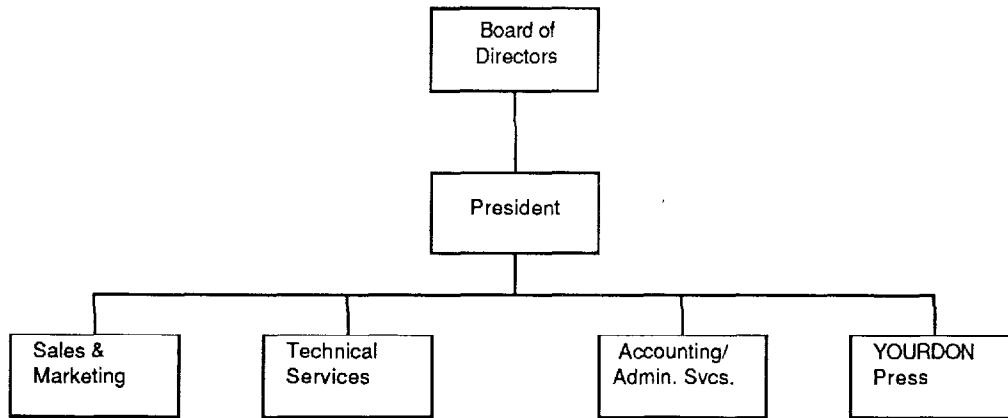 Board of
Directors
President
Sales &
Marketing
Technical
Services
Accounting/
Admin. Svcs.
YOURDON
Press